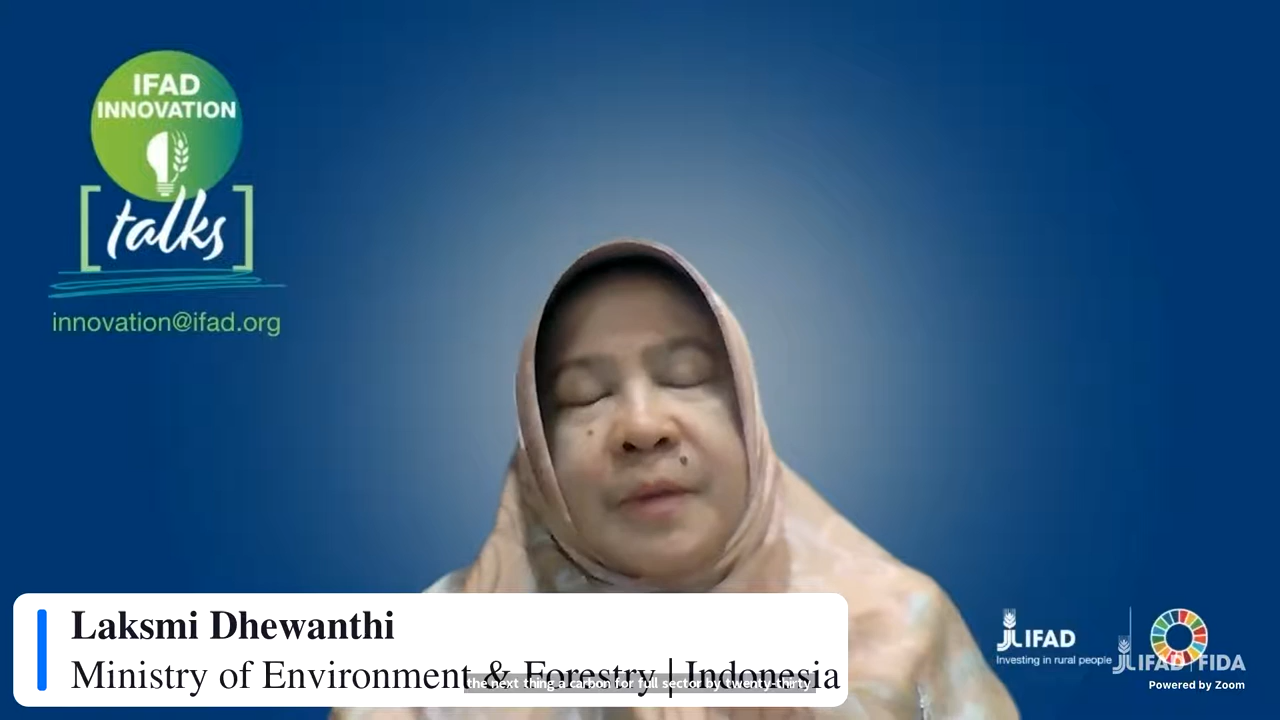 IFAD
INNOVATION
[talks]
innovation@ifad.org
Laksmi Dhewanthi
Ministry of Environment & Forestry | Indonesia
the next thing a carbon for full sector by twenty-thirty
IFAD
Investing in rural people
JLIFAD FIDA
Powered by Zoom